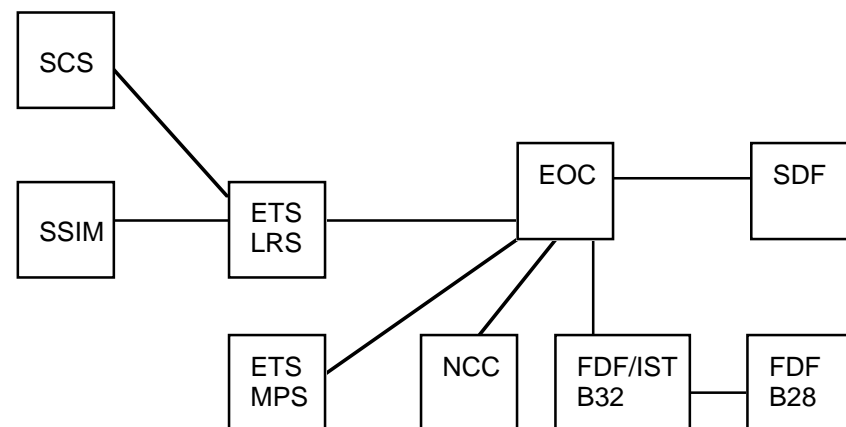 SCS
EOC
SDF
SSIM
ETS
LRS
ETS
MPS
NCC
FDF/IST
B32
FDF
B28